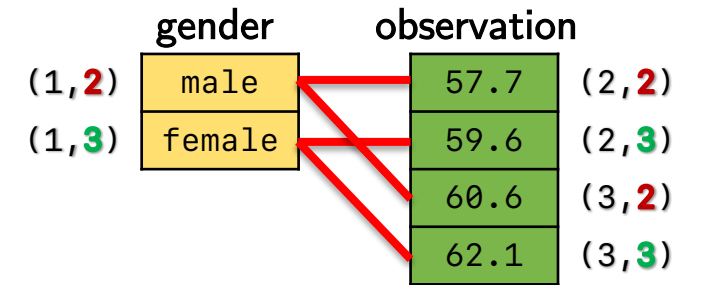 gender observation
(1,2) male 57.7 (2,2)
(1,3) female 59.6 (2,3)
60.6 (3,2)
62.1 (3,3)